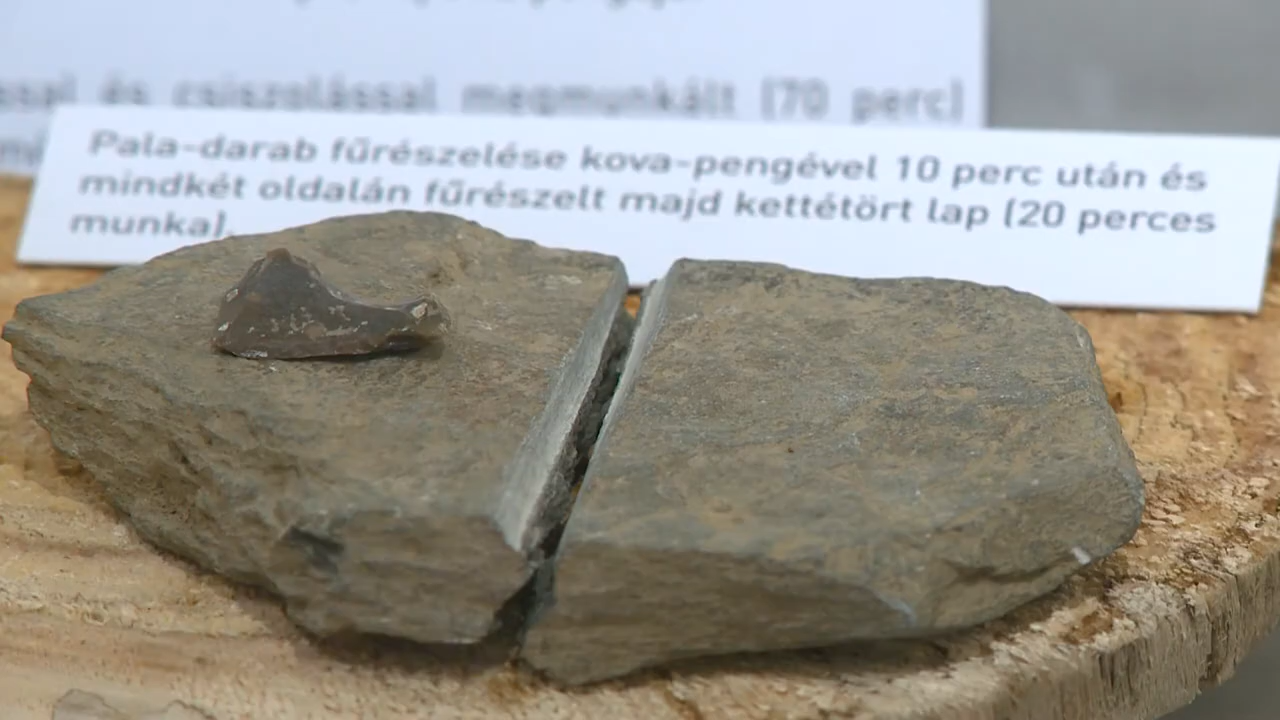 és csiszolással megmunkált (70 perc)
Pala-darab fűrészelése kova-pengével 10 perc után és
mindkét oldalán fűrészelt majd kettétört lap (20 perces
munka).